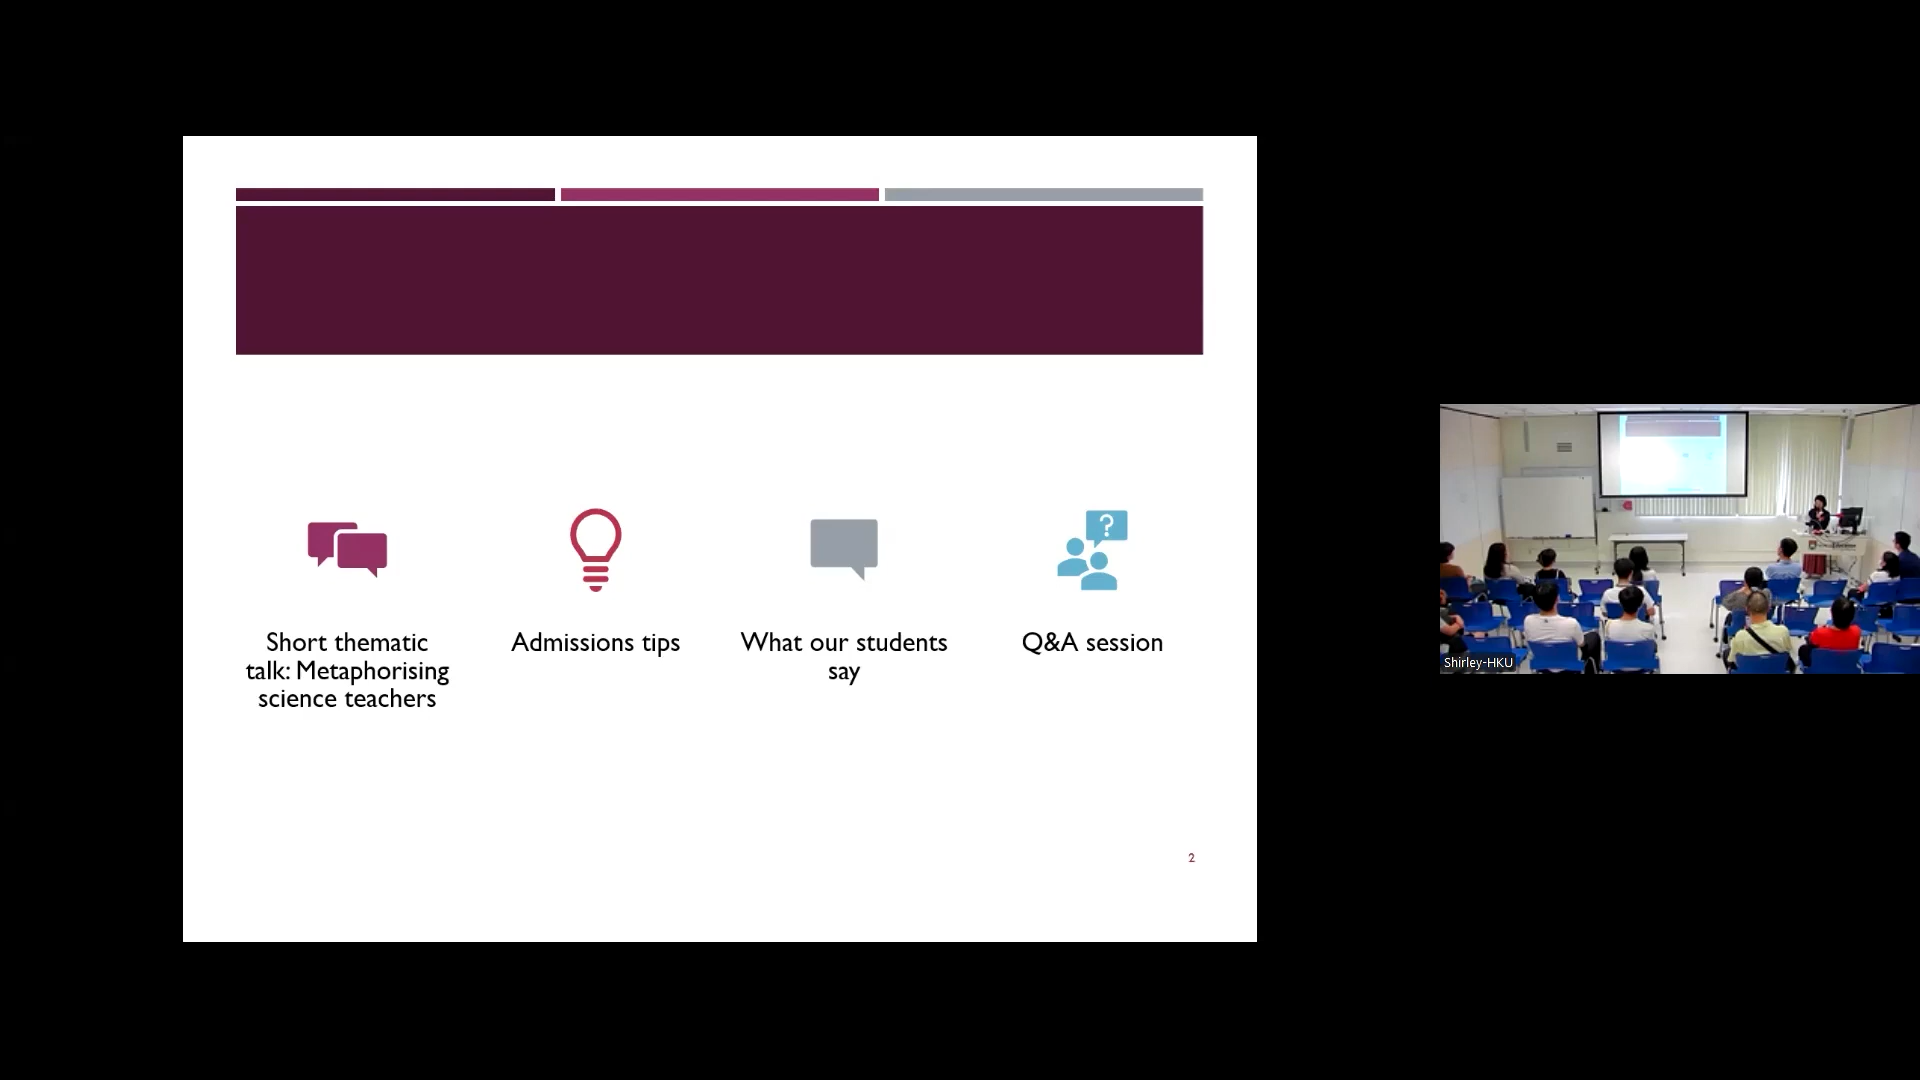 Short thematic
talk: Metaphorising
science teachers
Admissions tips
What our students
say
?
Q&A session
2
Shirley-HKU